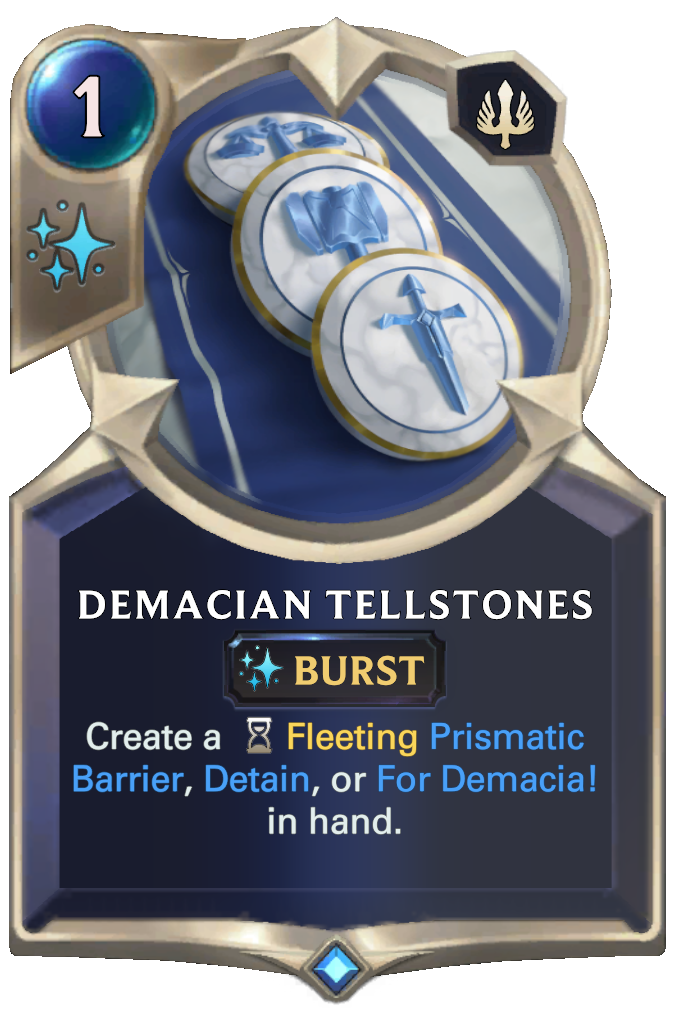 1
DEMACIAN TELLSTONES
BURST
Create a Fleeting Prismatic
Barrier, Detain, or For Demacia!
in hand.